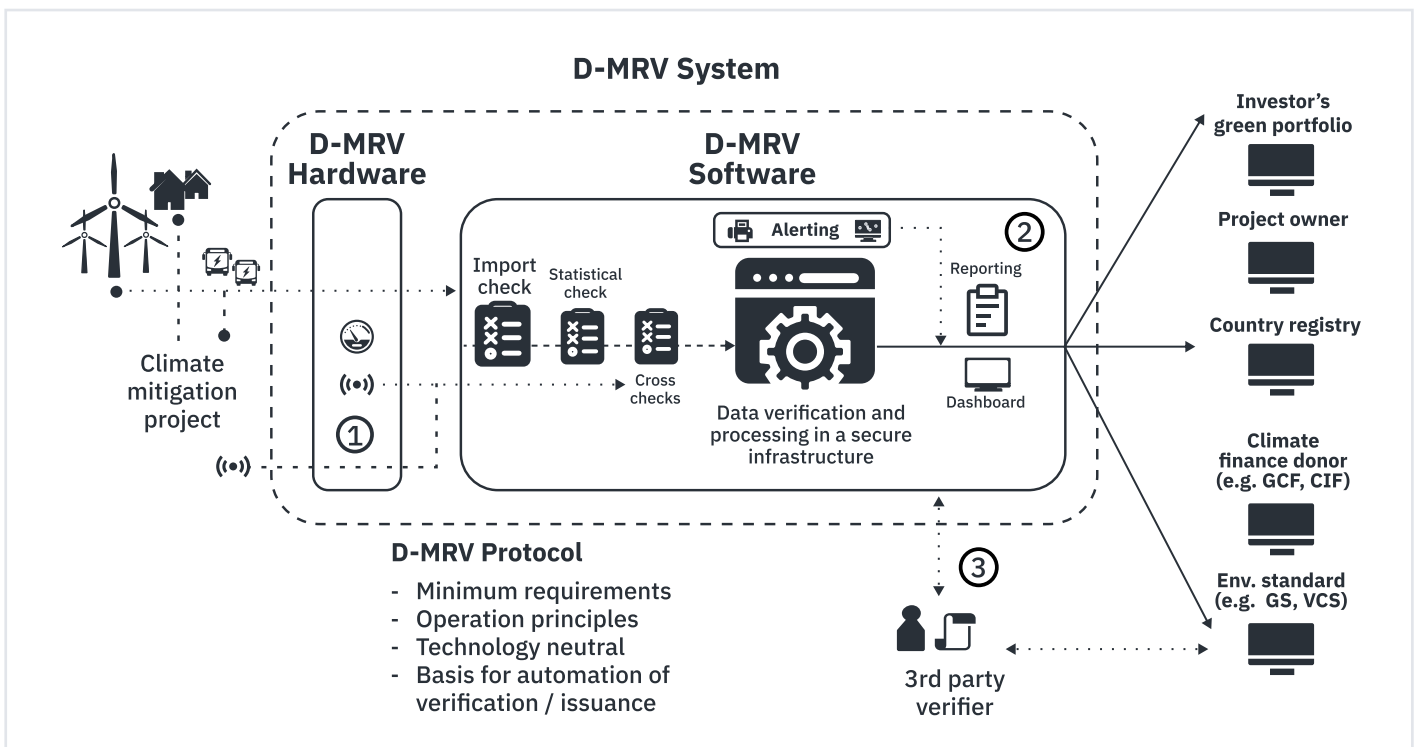 D-MRV System
D-MRV
Hardware
D-MRV
Software
Climate
mitigation
project
1
Import
check
Statistical
check
Cross
checks
Alerting
2
Data verification and
processing in a secure
infrastructure
Reporting
Dashboard
Investor’s
green portfolio
Project owner
Country registry
Climate
finance donor
(e.g. GCF, CIF)
Env. standard
(e.g.  GS, VCS)
D-MRV Protocol
- Minimum requirements
- Operation principles
- Technology neutral
- Basis for automation of
verification / issuance
3
3rd party
verifier